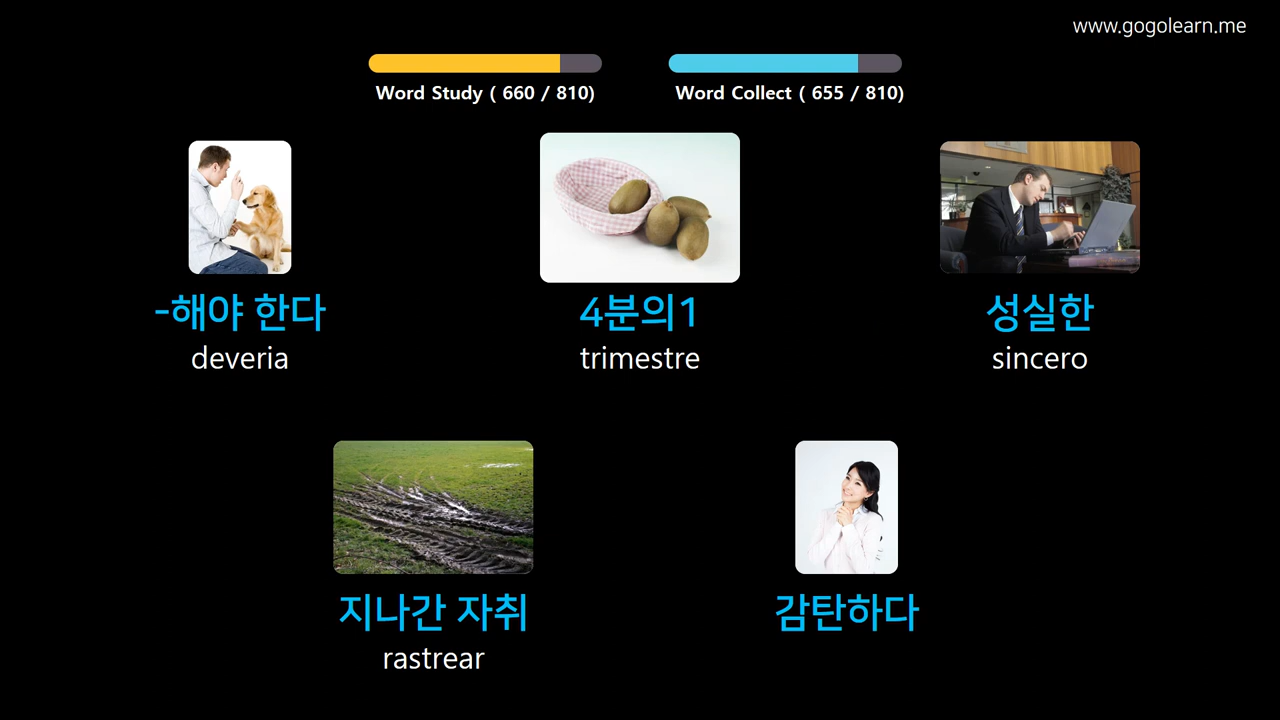 www.gogolearn.me
Word Study ( 660 / 810)
Word Collect ( 655 / 810)
-해야 한다
deveria
4분의1
trimestre
성실한
sincero
지나간 자취
rastrear
감탄하다